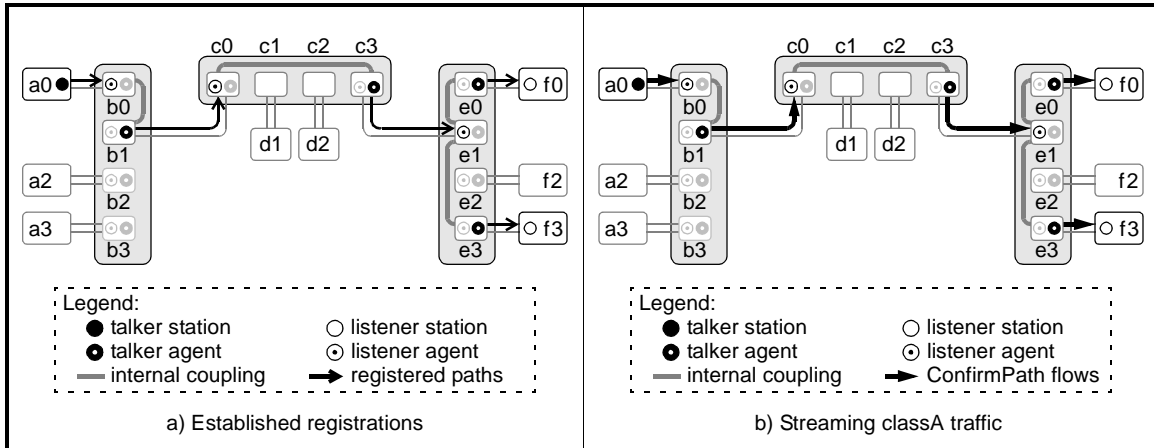 c0 c1 c2 c3
a0 b0 e0 f0
b1 d1 d2 e1
a2 b2 e2 f2
a3 b3 e3 f3
Legend:
talker station listener station
talker agent listener agent
internal coupling registered paths
a) Established registrations
c0 c1 c2 c3
a0 b0 e0 f0
b1 d1 d2 e1
a2 b2 e2 f2
a3 b3 e3 f3
Legend:
talker station listener station
talker agent listener agent
internal coupling ConfirmPath flows
b) Streaming classA traffic